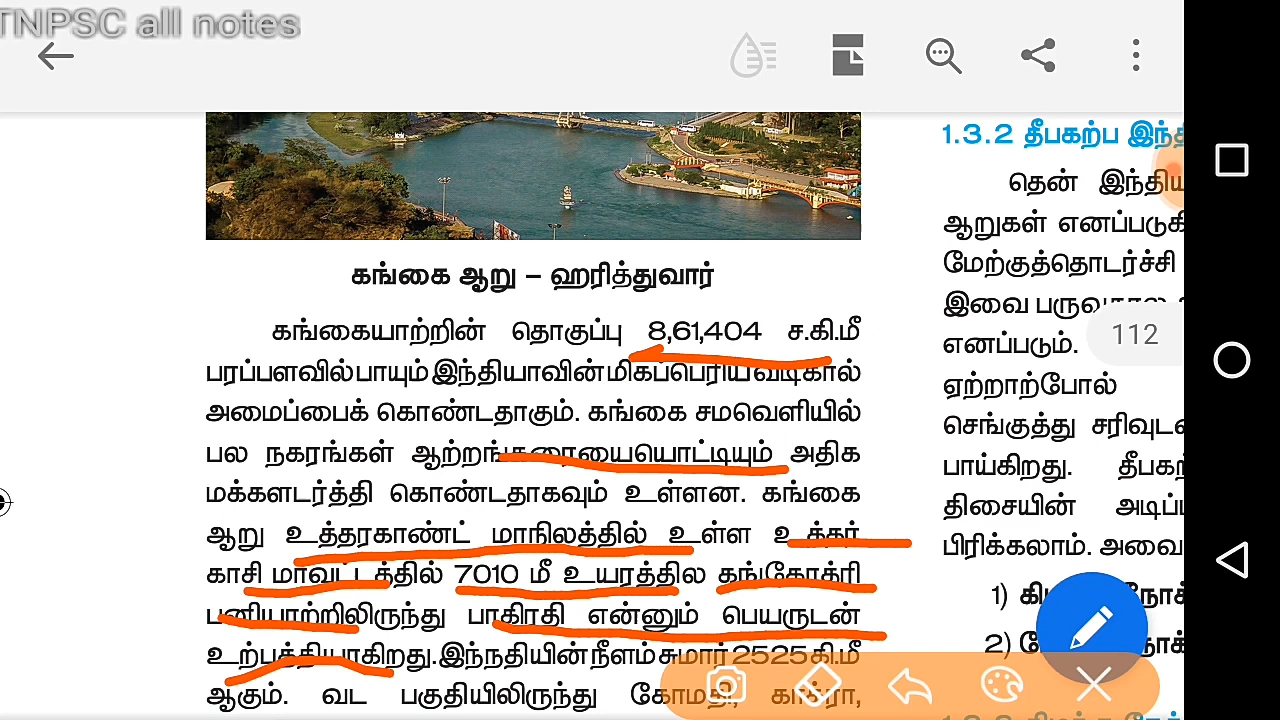 TNPSC all notes
கங்கை ஆறு – ஹரித்துவார்
கங்கையாற்றின் தொகுப்பு 8,61,404 ச.கி.மீ
பரப்பளவில் பாயும் இந்தியாவின் மிகப்பெரிய வடிகால்
அமைப்பைக் கொண்டதாகும். கங்கை சமவெளியில்
பல நகரங்கள் ஆற்றங்கரையையொட்டியும் அதிக
மக்களடர்த்தி கொண்டதாகவும் உள்ளன. கங்கை
ஆறு உத்தரகாண்ட் மாநிலத்தில் உள்ள உத்தர்
காசி மாவட்டத்தில் 7010 மீ உயரத்தில கங்கோத்ரி
பனியாற்றிலிருந்து பாகிரதி என்னும் பெயருடன்
உற்பத்தியாகிறது. இந்நதியின் நீளம் சுமார் 2525 கி.மீ
ஆகும். வட பகுதியிலிருந்து கோமதி, காக்ரா,
1.3.2 தீபகற்ப இந்தி
தென் இந்திய
ஆறுகள் எனப்படுகி
மேற்குத்தொடர்ச்சி
இவை பருவகால
எனப்படும்.
112
ஏற்றாற்போல்
செங்குத்து சரிவுட
பாய்கிறது. தீபகற்
திசையின் அடிப்ப
பிரிக்கலாம். அவை
1) கி நோக்
2) மே நோக்